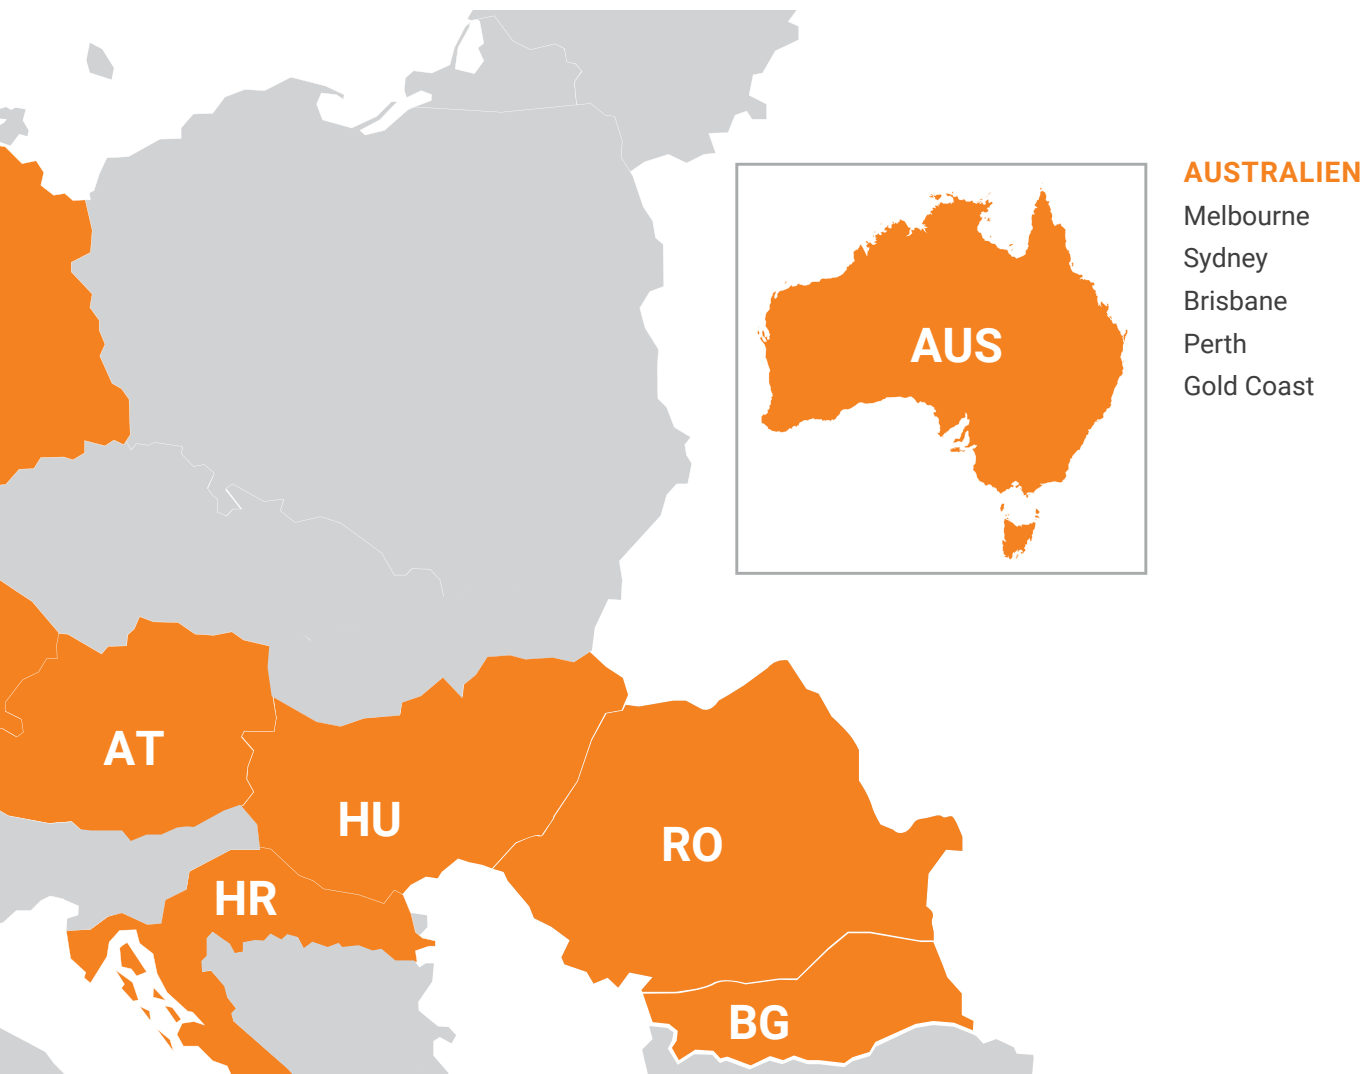 AUSTRALIEN
Melbourne
Sydney
Brisbane
Perth
Gold Coast
AUS
AT
HU
RO
HR
BG